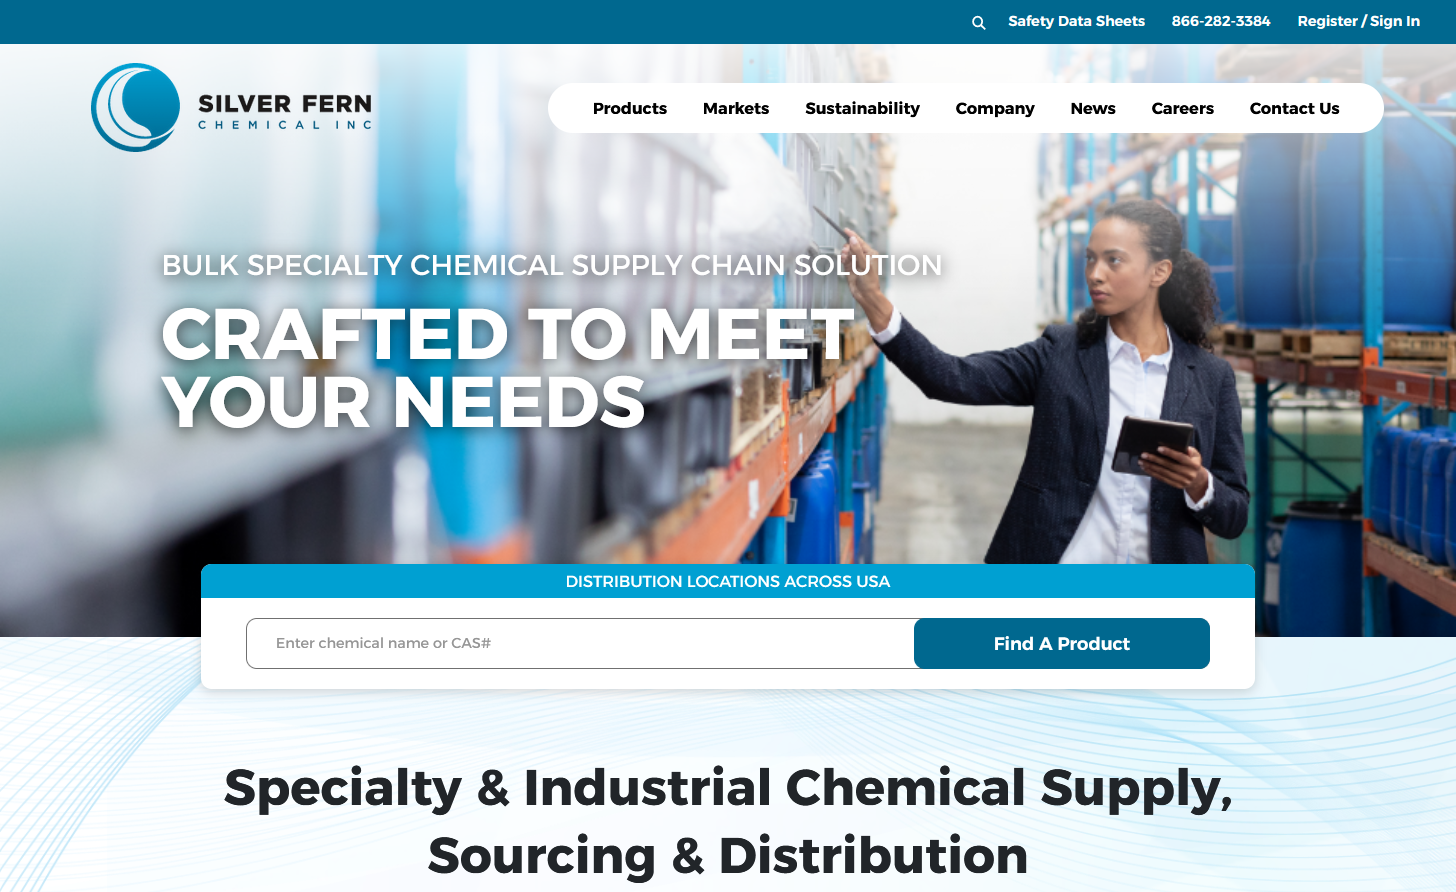 Safety Data Sheets 866-282-3384 Register / Sign In
SILVER FERN
CHEMICAL INC
Products Markets Sustainability Company News Careers Contact Us
BULK SPECIALTY CHEMICAL SUPPLY CHAIN SOLUTION
CRAFTED TO MEET
YOUR NEEDS
DISTRIBUTION LOCATIONS ACROSS USA
Enter chemical name or CAS# Find A Product
Specialty & Industrial Chemical Supply,
Sourcing & Distribution